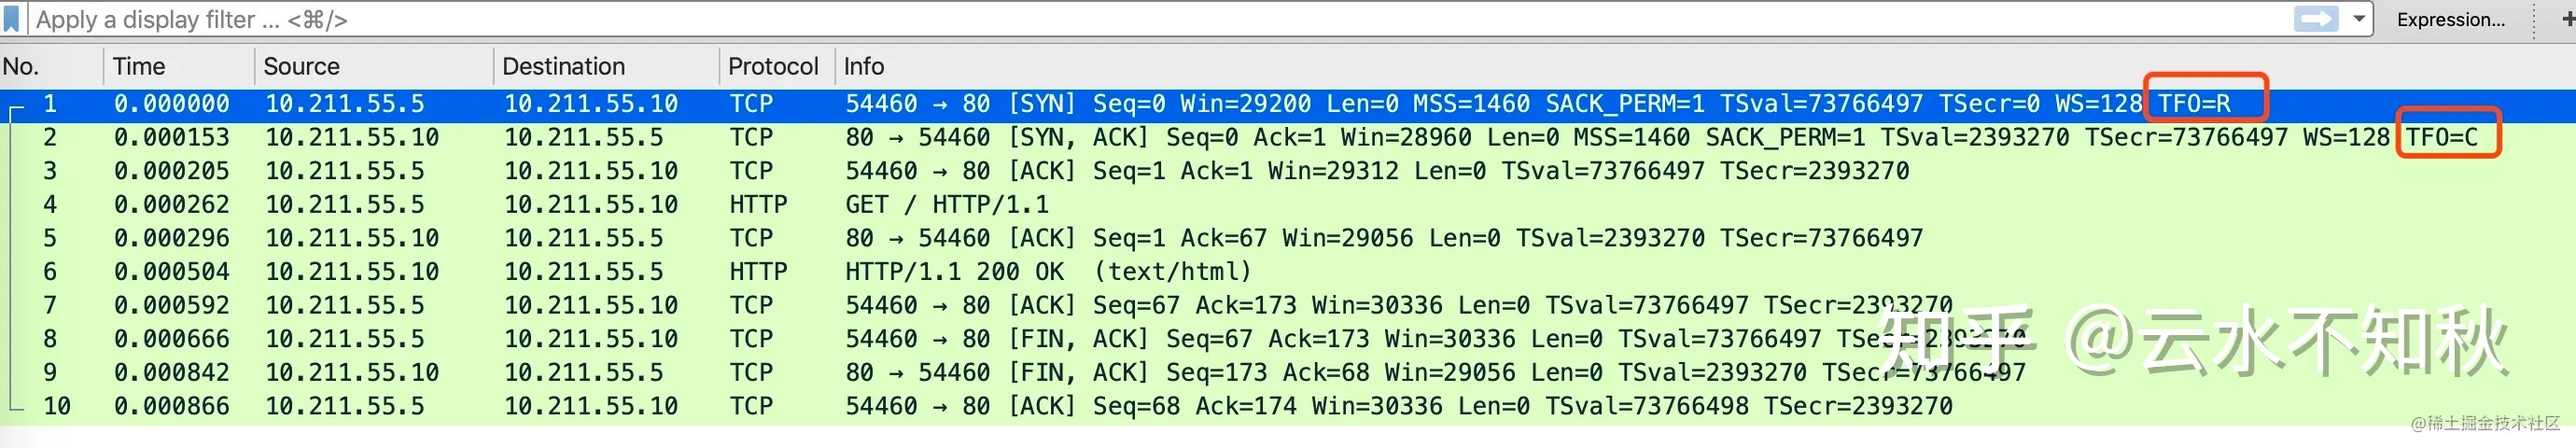 Apply a display filter ... <⌘/> Expression... +
No. Time Source Destination Protocol Info
1 0.000000 10.211.55.5 10.211.55.10 TCP 54460 → 80 [SYN] Seq=0 Win=29200 Len=0 MSS=1460 SACK_PERM=1 TSval=73766497 TSecr=0 WS=128 TFO=R
2 0.000153 10.211.55.10 10.211.55.5 TCP 80 → 54460 [SYN, ACK] Seq=0 Ack=1 Win=28960 Len=0 MSS=1460 SACK_PERM=1 TSval=2393270 TSecr=73766497 WS=128 TFO=C
3 0.000205 10.211.55.5 10.211.55.10 TCP 54460 → 80 [ACK] Seq=1 Ack=1 Win=29312 Len=0 TSval=73766497 TSecr=2393270
4 0.000262 10.211.55.5 10.211.55.10 HTTP GET / HTTP/1.1
5 0.000296 10.211.55.10 10.211.55.5 TCP 80 → 54460 [ACK] Seq=1 Ack=67 Win=29056 Len=0 TSval=2393270 TSecr=73766497
6 0.000504 10.211.55.10 10.211.55.5 HTTP HTTP/1.1 200 OK (text/html)
7 0.000592 10.211.55.5 10.211.55.10 TCP 54460 → 80 [ACK] Seq=67 Ack=173 Win=30336 Len=0 TSval=73766497 TSecr=2393270
8 0.000666 10.211.55.5 10.211.55.10 TCP 54460 → 80 [FIN, ACK] Seq=67 Ack=173 Win=30336 Len=0 TSval=73766497 TSecr=2393270
知乎 @云水不知秋
9 0.000842 10.211.55.10 10.211.55.5 TCP 80 → 54460 [FIN, ACK] Seq=173 Ack=68 Win=29056 Len=0 TSval=2393270 TSecr=73766497
10 0.000866 10.211.55.5 10.211.55.10 TCP 54460 → 80 [ACK] Seq=68 Ack=174 Win=30336 Len=0 TSval=73766498 TSecr=2393270
@稀土掘金技术社区